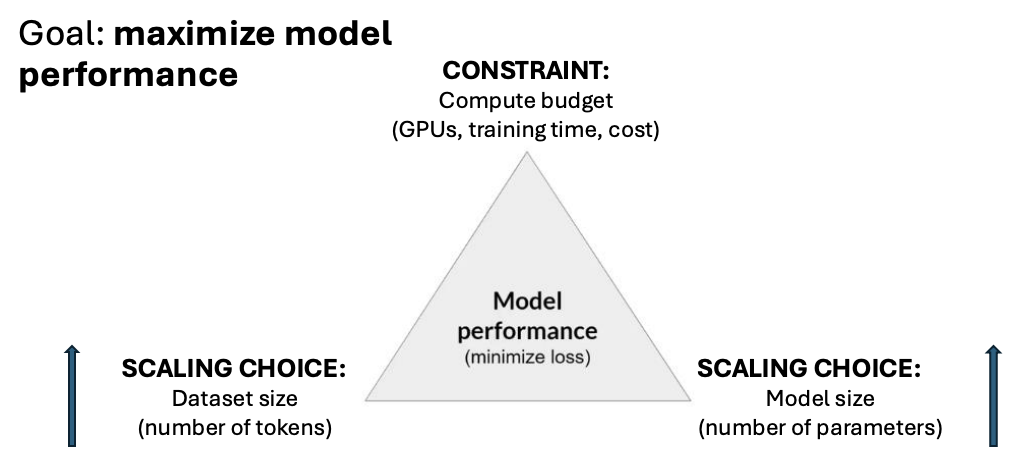 Goal: maximize model
performance
CONSTRAINT:
Compute budget
(GPUs, training time, cost)
Model
performance
(minimize loss)
SCALING CHOICE:
Dataset size
(number of tokens)
SCALING CHOICE:
Model size
(number of parameters)